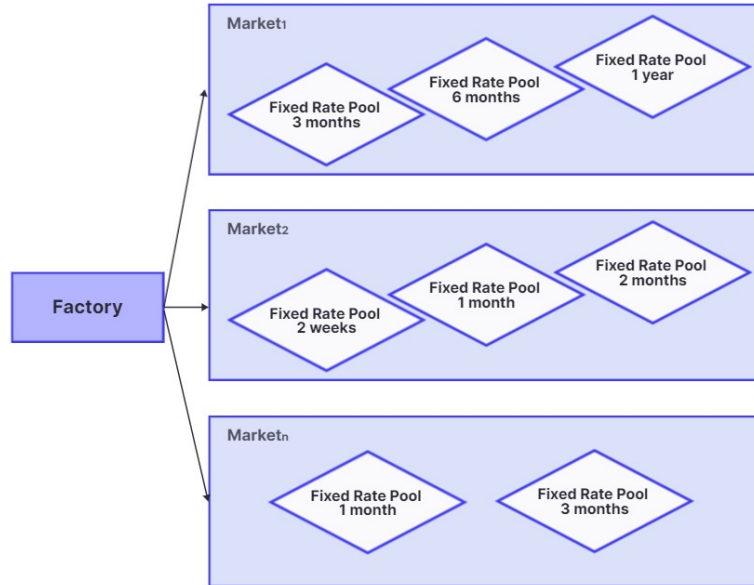 Market₁
Fixed Rate Pool
3 months
Fixed Rate Pool
6 months
Fixed Rate Pool
1 year
Factory
Market₂
Fixed Rate Pool
2 weeks
Fixed Rate Pool
1 month
Fixed Rate Pool
2 months
Marketₙ
Fixed Rate Pool
1 month
Fixed Rate Pool
3 months